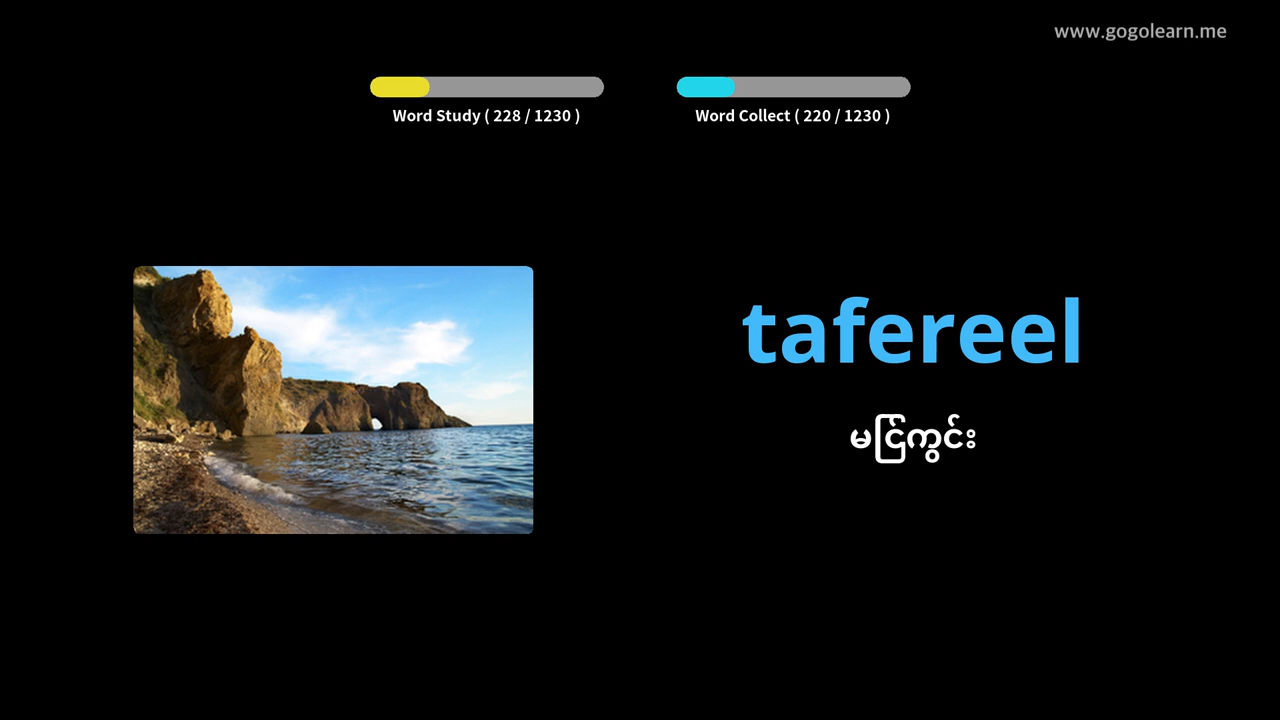 www.gogolearn.me
Word Study ( 228 / 1230 )
Word Collect ( 220 / 1230 )
tafereel
မြင်ကွင်း